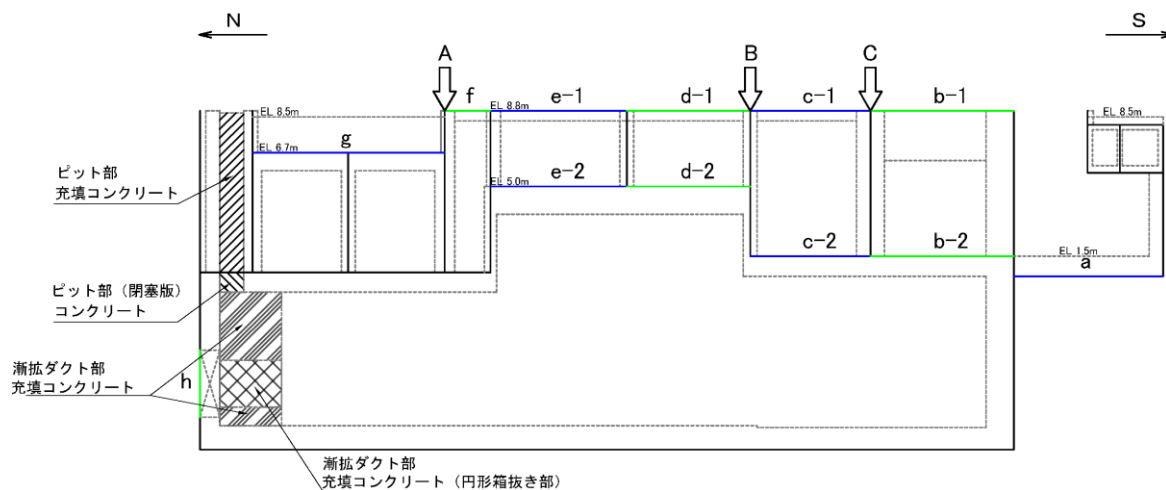 N
S
A
B
C
f
e-1
d-1
c-1
b-1
EL 8.5m
EL 8.8m
EL 8.5m
g
EL 6.7m
e-2
d-2
EL 5.0m
ピット部
充填コンクリート
c-2
b-2
EL 1.5m
a
ピット部（閉塞版）
コンクリート
漸拡ダクト部
充填コンクリート
h
漸拡ダクト部
充填コンクリート（円形箱抜き部）